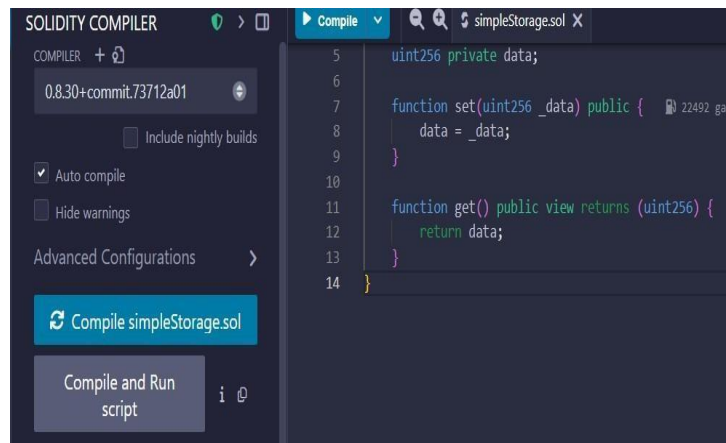 SOLIDITY COMPILER
COMPILER
0.8.30+commit.73712a01
Include nightly builds
Auto compile
Hide warnings
Advanced Configurations
Compile simpleStorage.sol
Compile and Run
script
i
Compile
simpleStorage.sol
5 uint256 private data;
6
7 function set(uint256 _data) public { 22492 ga
8 data = _data;
9 }
10
11 function get() public view returns (uint256) {
12 return data;
13 }
14 }